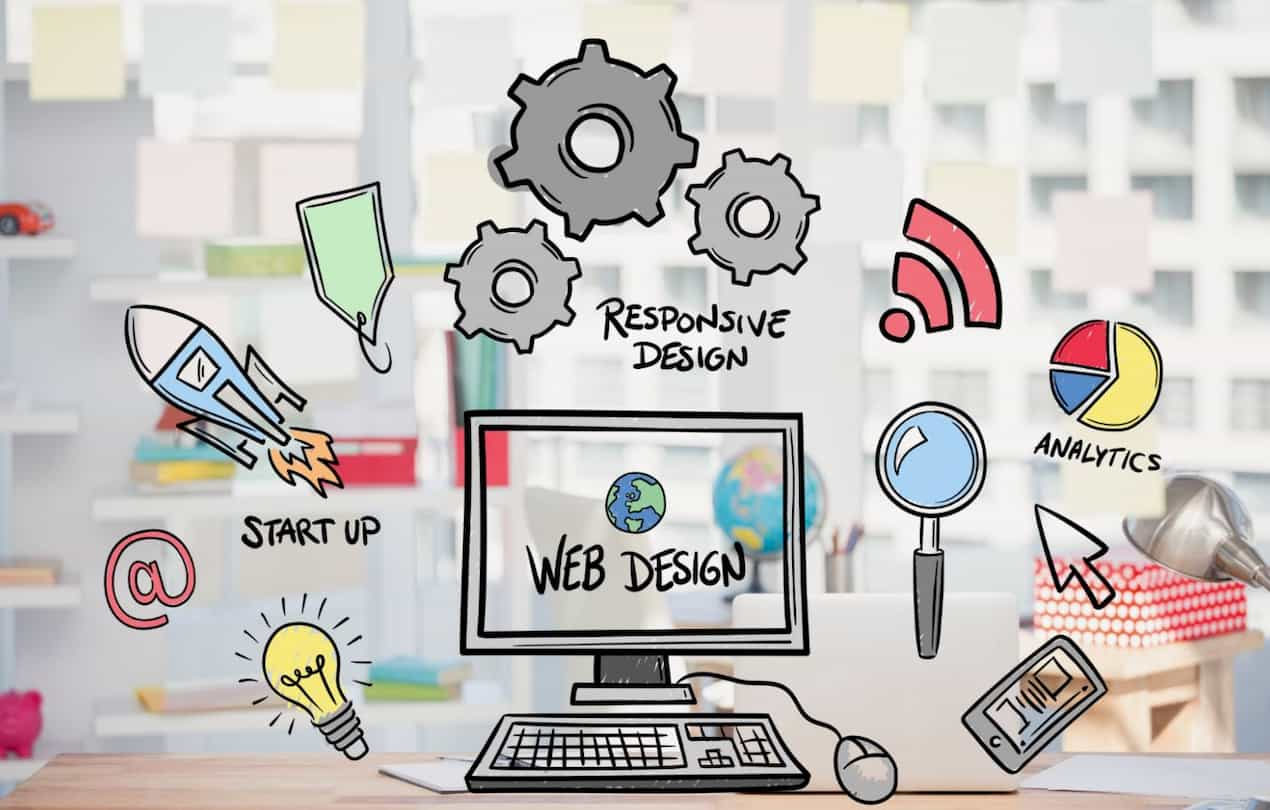 RESPONSIVE
DESIGN
ANALYTICS
START UP
WEB DESIGN
@